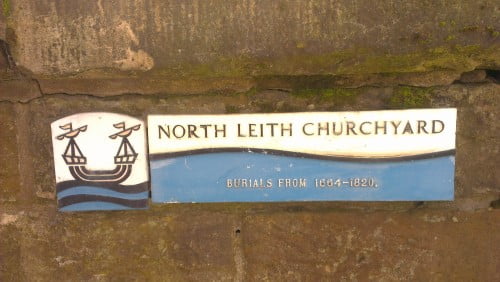 NORTH LEITH CHURCHYARD
BURIALS FROM 1664-1820.